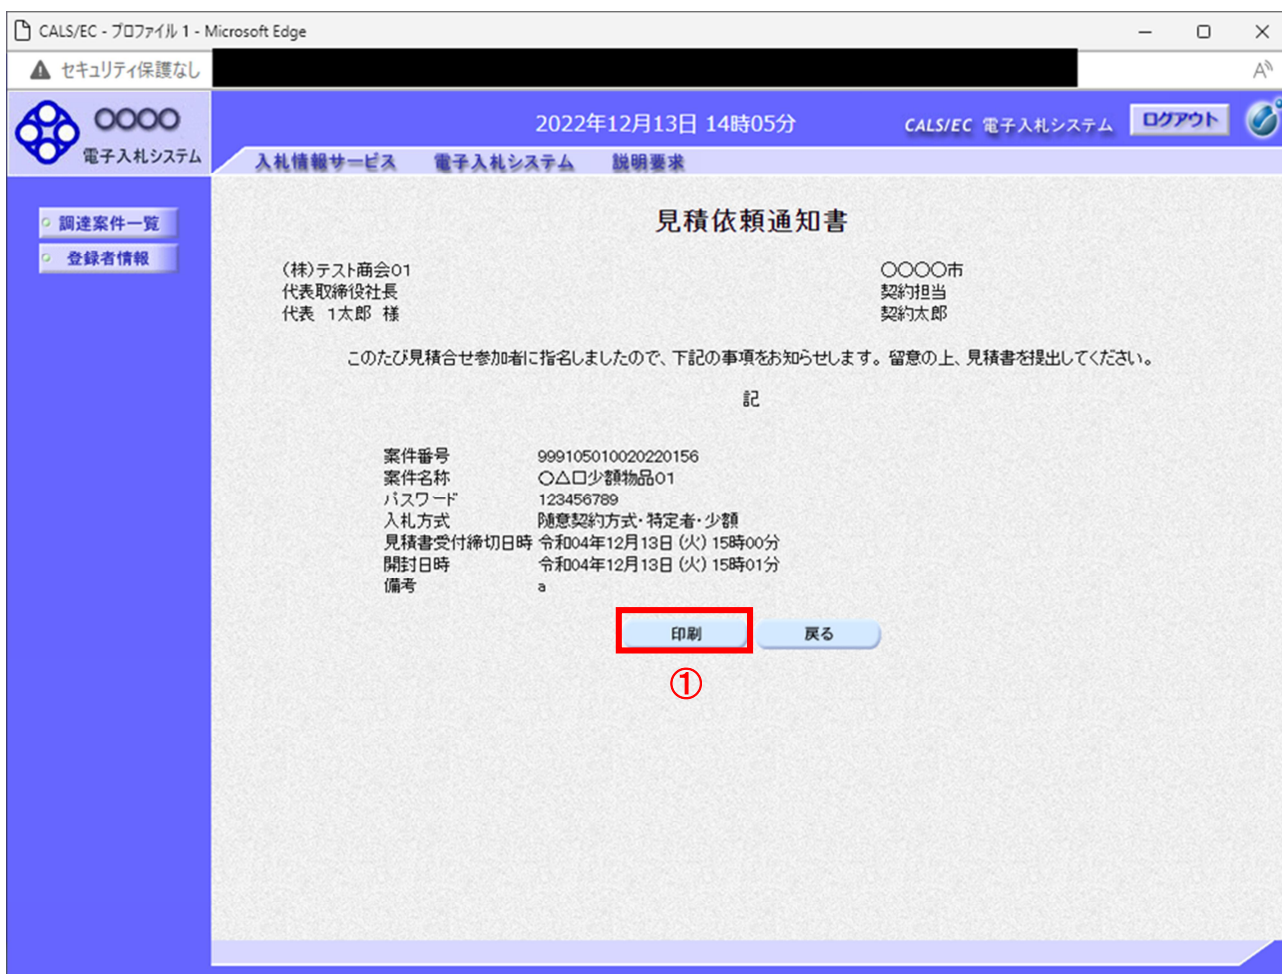 CALS/EC - プロファイル 1 - Microsoft Edge
セキュリティ保護なし
○○○○
電子入札システム
2022年12月13日 14時05分
CALS/EC 電子入札システム
ログアウト
入札情報サービス 電子入札システム 説明要求
調達案件一覧
登録者情報
見積依頼通知書
(株)テスト商会01
代表取締役社長
代表 1太郎 様
○○○○市
契約担当
契約太郎
このたび見積合せ参加者に指名しましたので、下記の事項をお知らせします。留意の上、見積書を提出してください。
記
案件番号 999105010020220156
案件名称 ○△□少額物品01
パスワード 123456789
入札方式 随意契約方式・特定者・少額
見積書受付締切日時 令和04年12月13日(火)15時00分
開封日時 令和04年12月13日(火)15時01分
備考 a
印刷 戻る
①